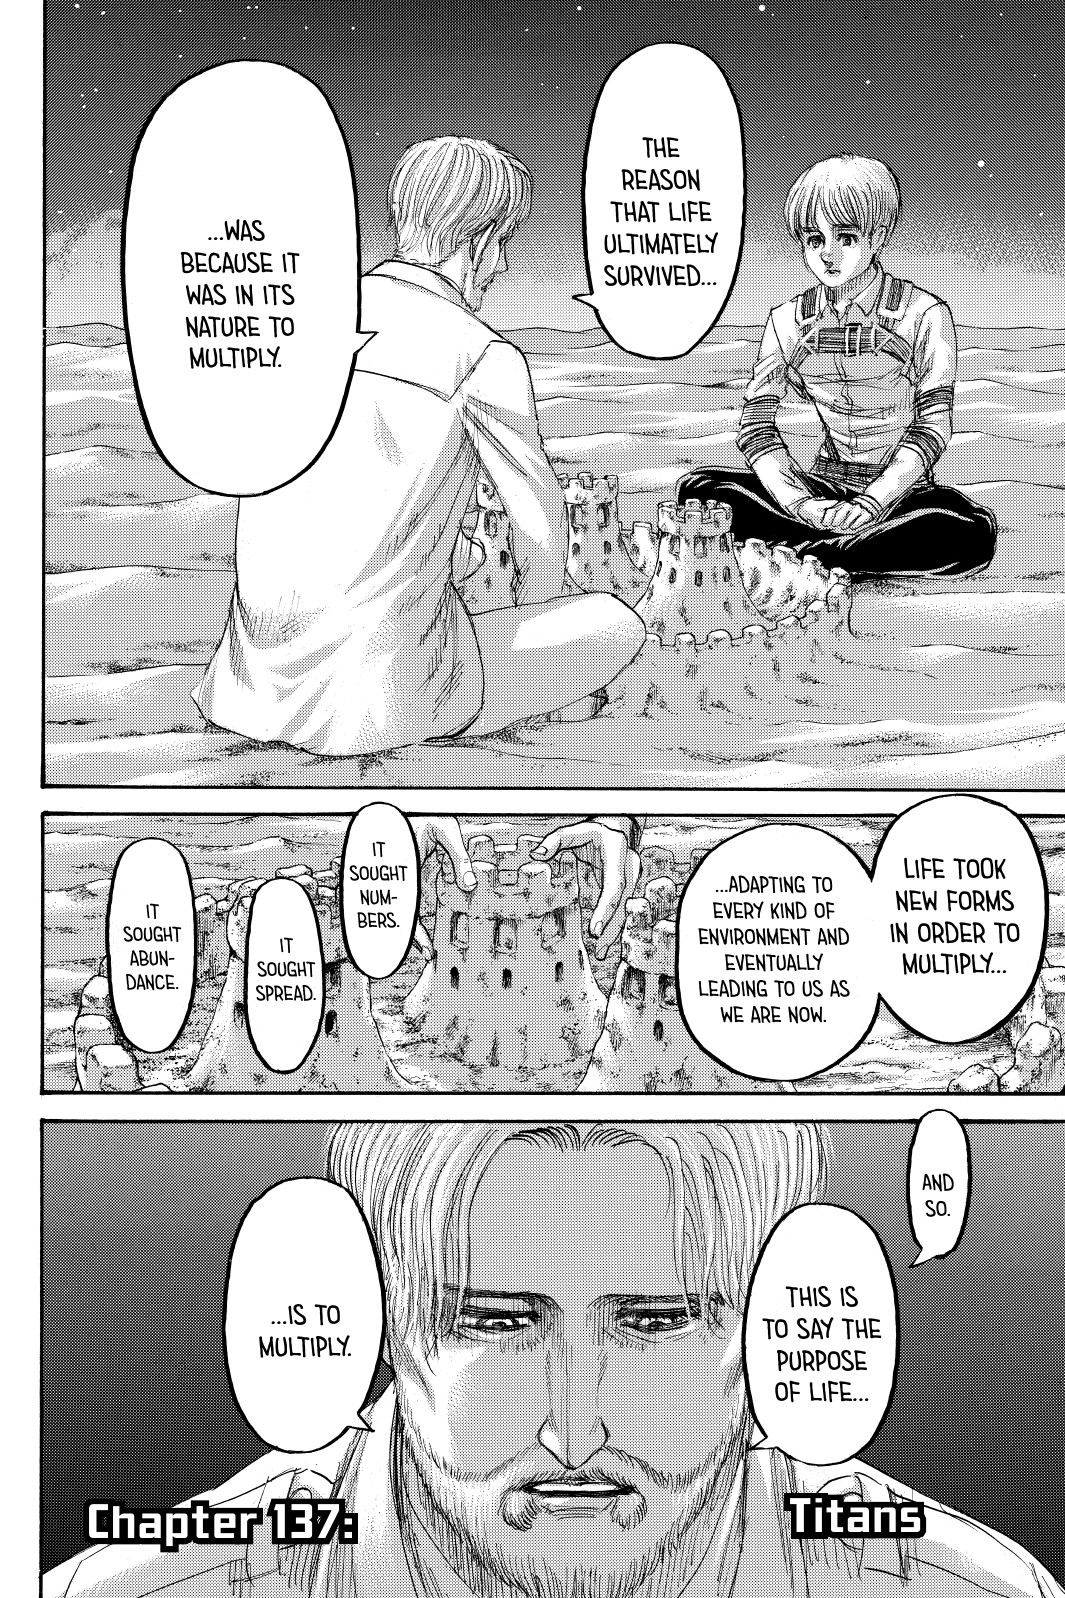 THE
REASON
THAT LIFE
ULTIMATELY
SURVIVED...
...WAS
BECAUSE IT
WAS IN ITS
NATURE TO
MULTIPLY.
LIFE TOOK
NEW FORMS
IN ORDER TO
MULTIPLY...
...ADAPTING TO
EVERY KIND OF
ENVIRONMENT AND
EVENTUALLY
LEADING TO US AS
WE ARE NOW.
IT
SOUGHT
NUM-
BERS.
IT
SOUGHT
SPREAD.
IT
SOUGHT
ABUN-
DANCE.
AND
SO.
THIS IS
TO SAY THE
PURPOSE
OF LIFE...
...IS TO
MULTIPLY.
Chapter 137:
Titans